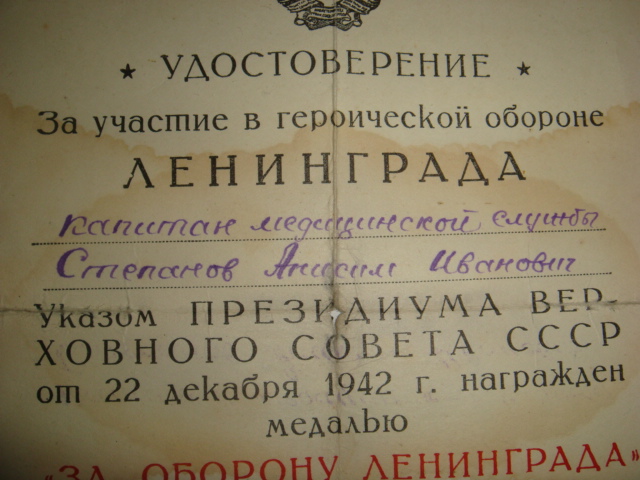 ★ УДОСТОВЕРЕНИЕ ★
За участие в героической обороне
ЛЕНИНГРАДА
капитан медицинской службы
Степанов Анисим Иванович
Указом ПРЕЗИДИУМА ВЕР-
ХОВНОГО СОВЕТА СССР
от 22 декабря 1942 г. награжден
медалью
„ЗА ОБОРОНУ ЛЕНИНГРАДА"